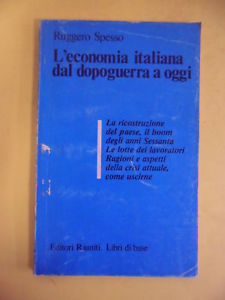 Ruggero Spesso
L'economia italiana
dal dopoguerra a oggi
La ricostruzione
del paese, il boom
degli anni Sessanta
Le lotte dei lavoratori
Ragioni e aspetti
della crisi attuale,
come uscirne
Editori Riuniti. Libri di base